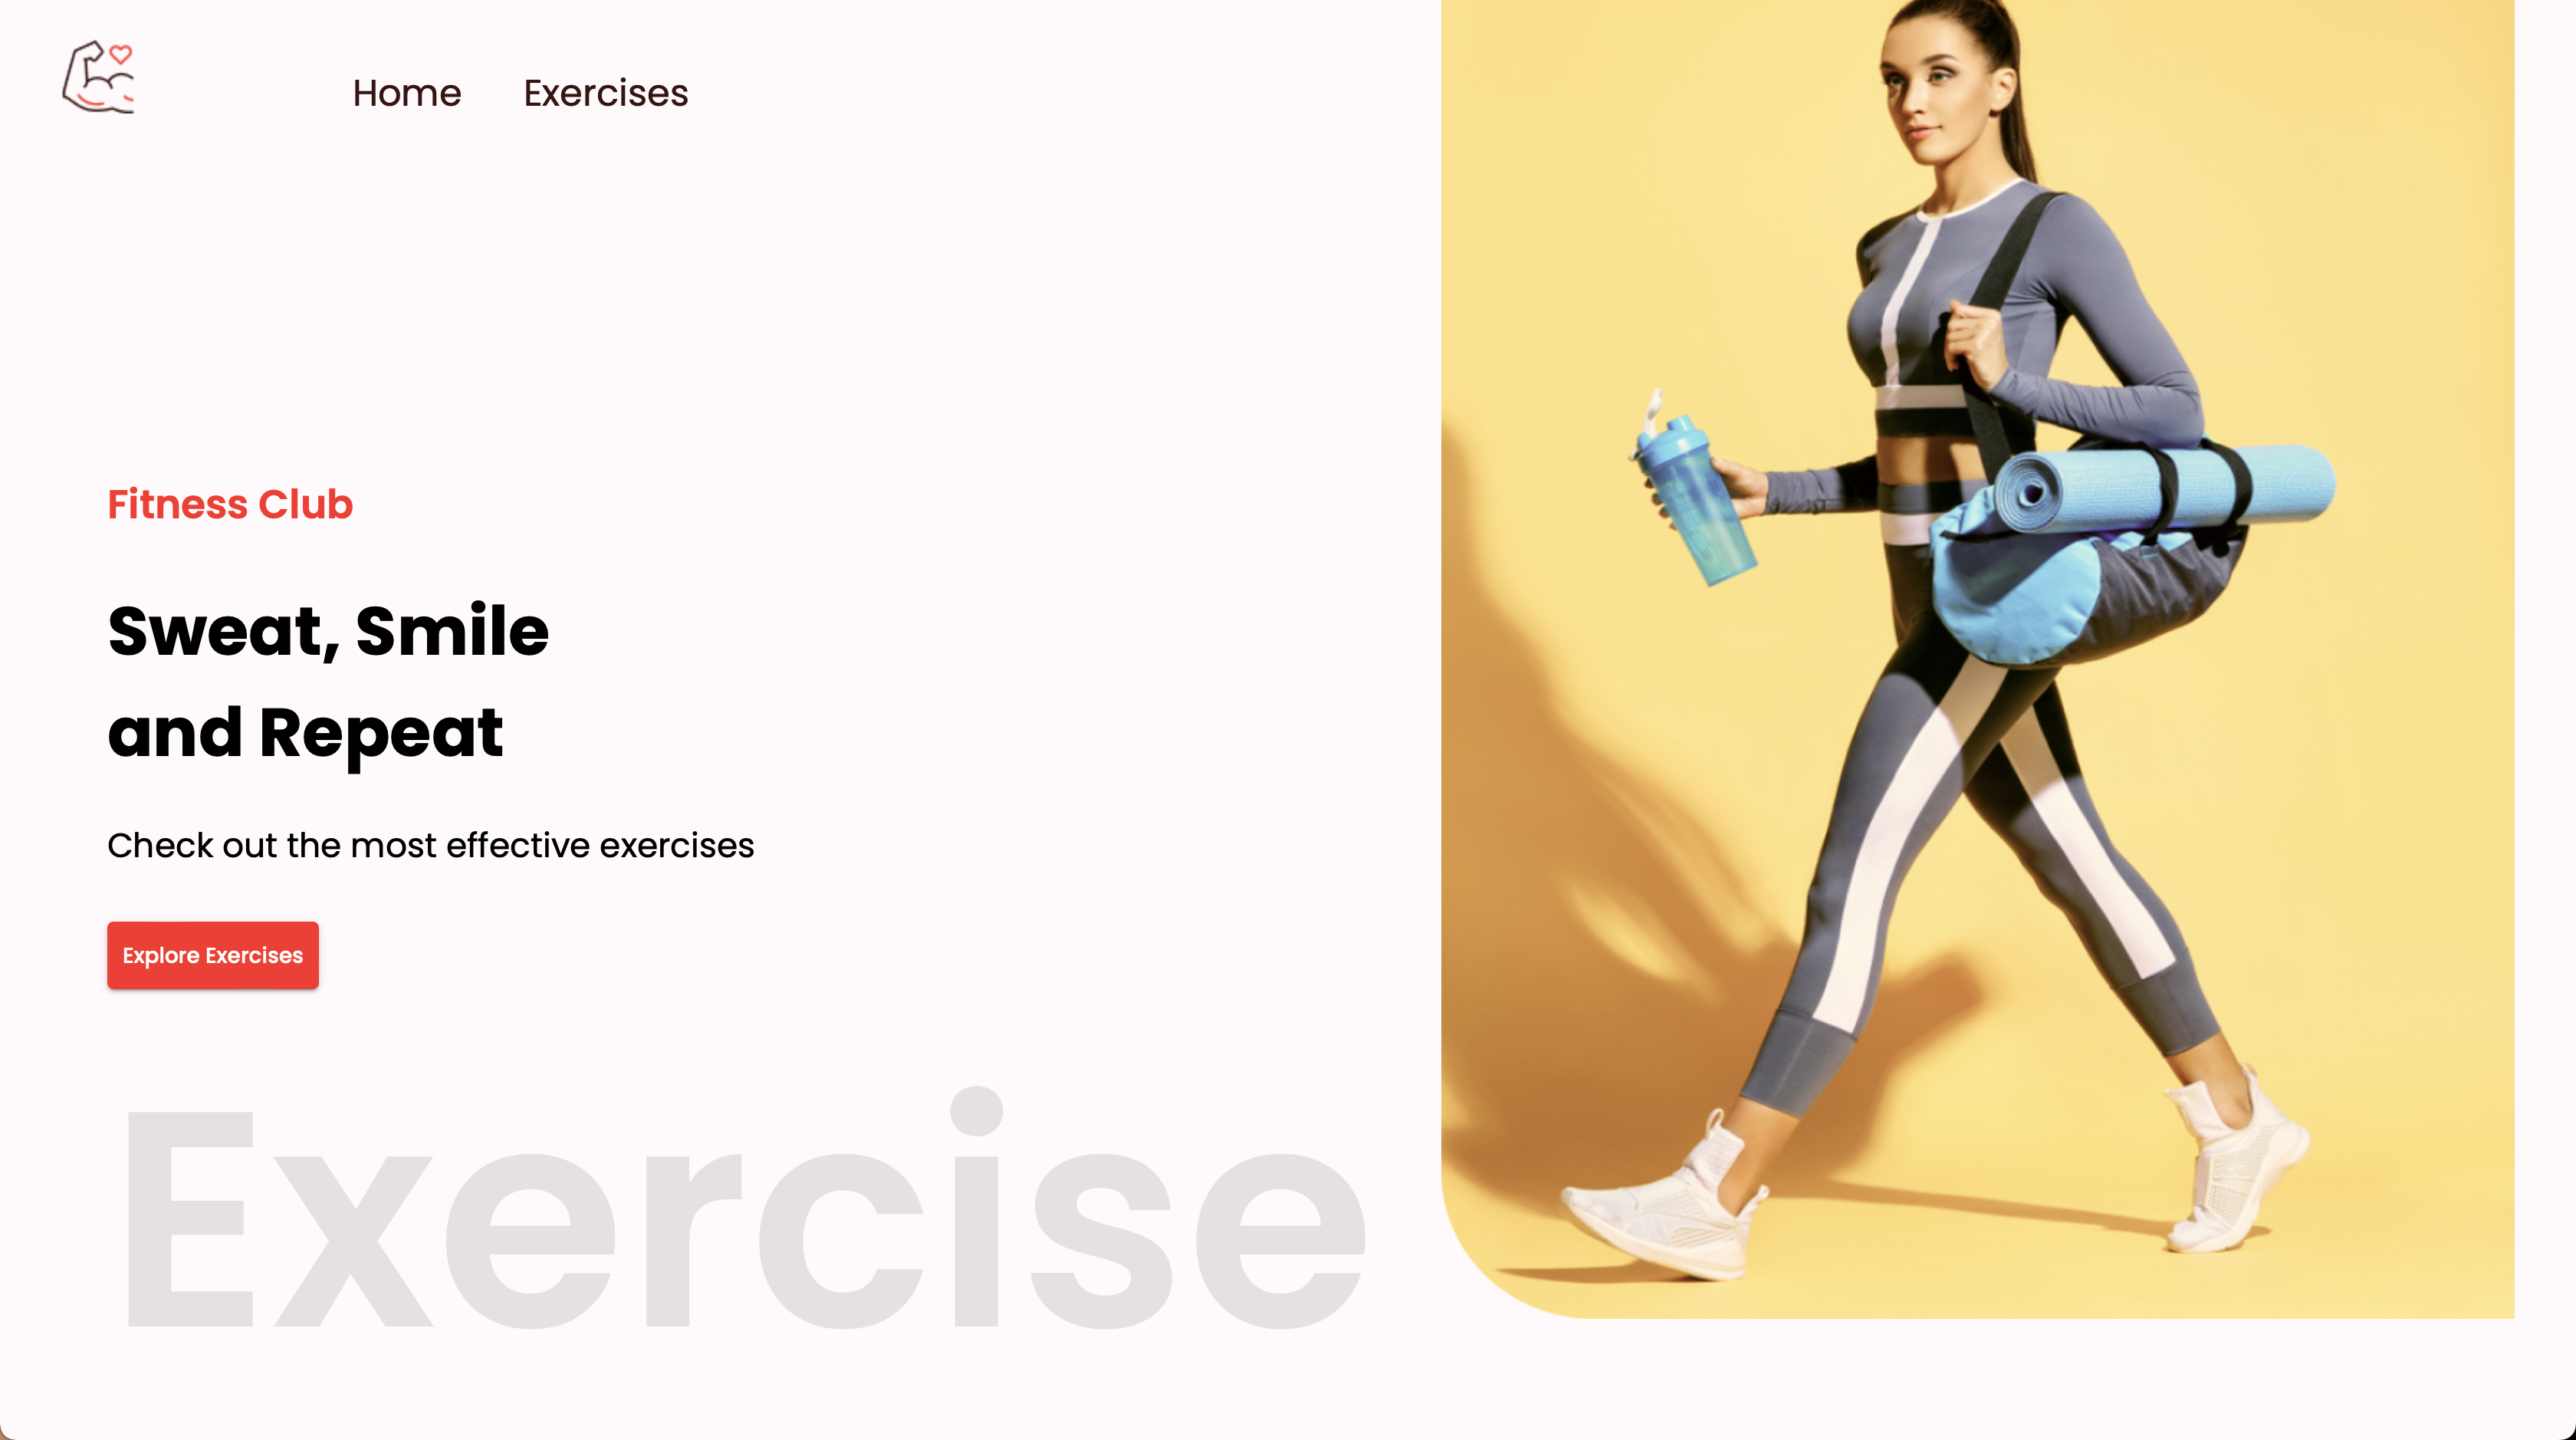 Home Exercises
Fitness Club
Sweat, Smile
and Repeat
Check out the most effective exercises
Explore Exercises
Exercise